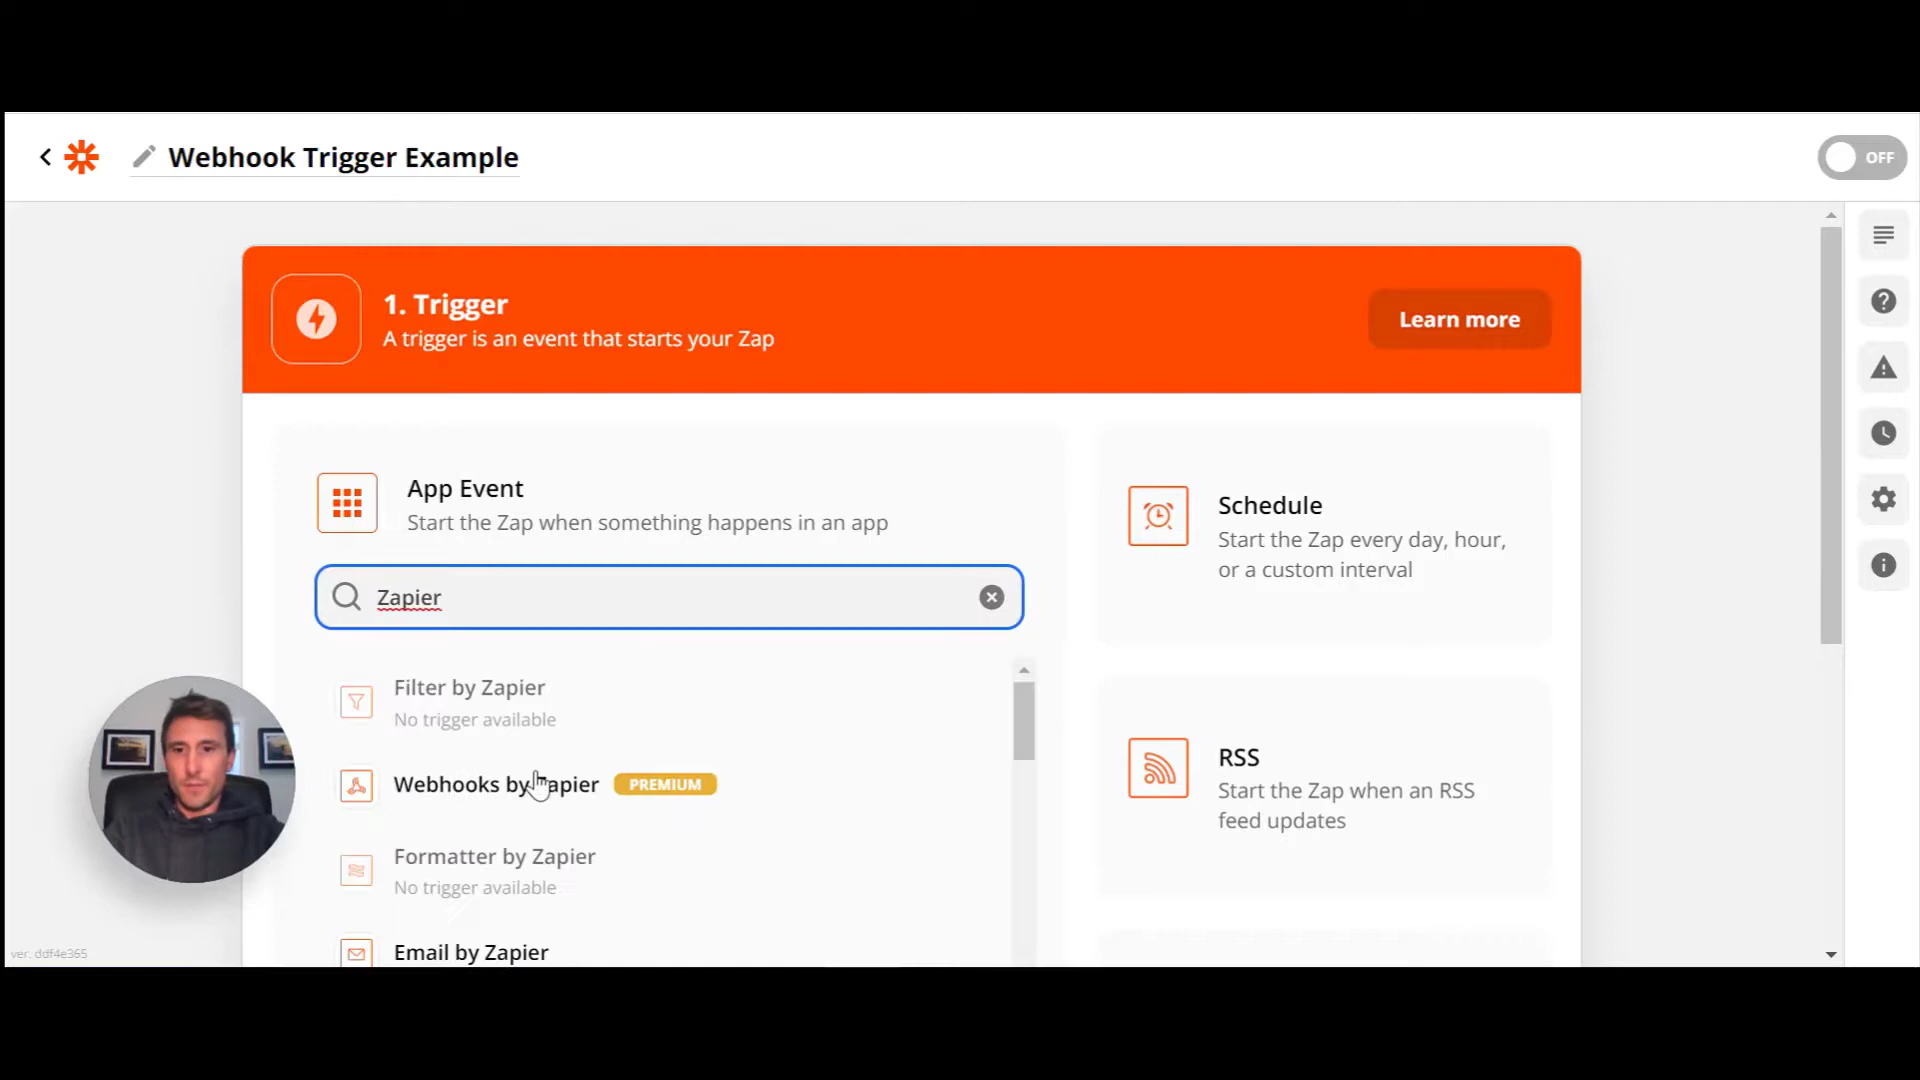 Webhook Trigger Example
OFF
1. Trigger
A trigger is an event that starts your Zap
Learn more
App Event
Start the Zap when something happens in an app
Zapier
Filter by Zapier
No trigger available
Webhooks by Zapier PREMIUM
Formatter by Zapier
No trigger available
Email by Zapier
Schedule
Start the Zap every day, hour,
or a custom interval
RSS
Start the Zap when an RSS
feed updates
ver. ddf4e365